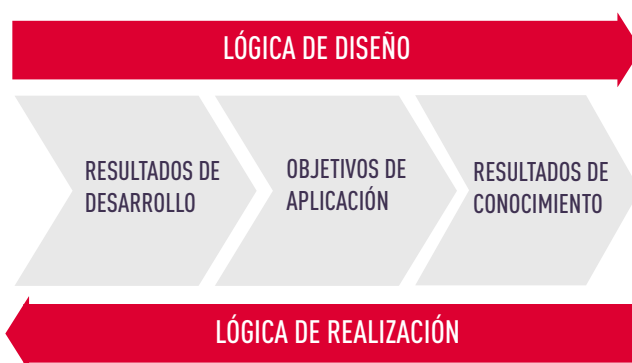 LÓGICA DE DISEÑO
RESULTADOS DE
DESARROLLO
OBJETIVOS DE
APLICACIÓN
RESULTADOS DE
CONOCIMIENTO
LÓGICA DE REALIZACIÓN